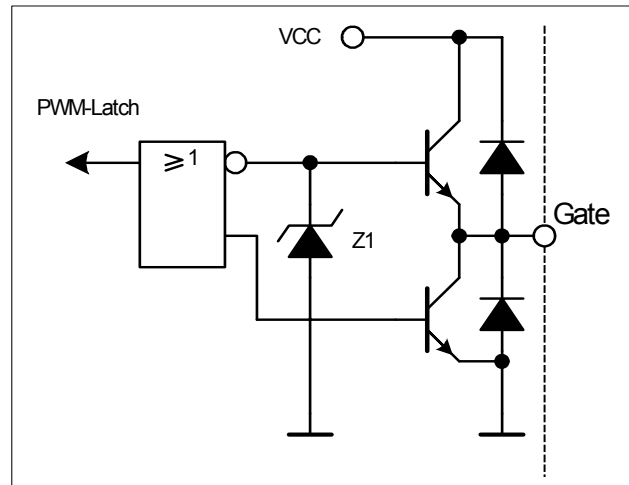 VCC
PWM-Latch
≥1
Gate
Z1